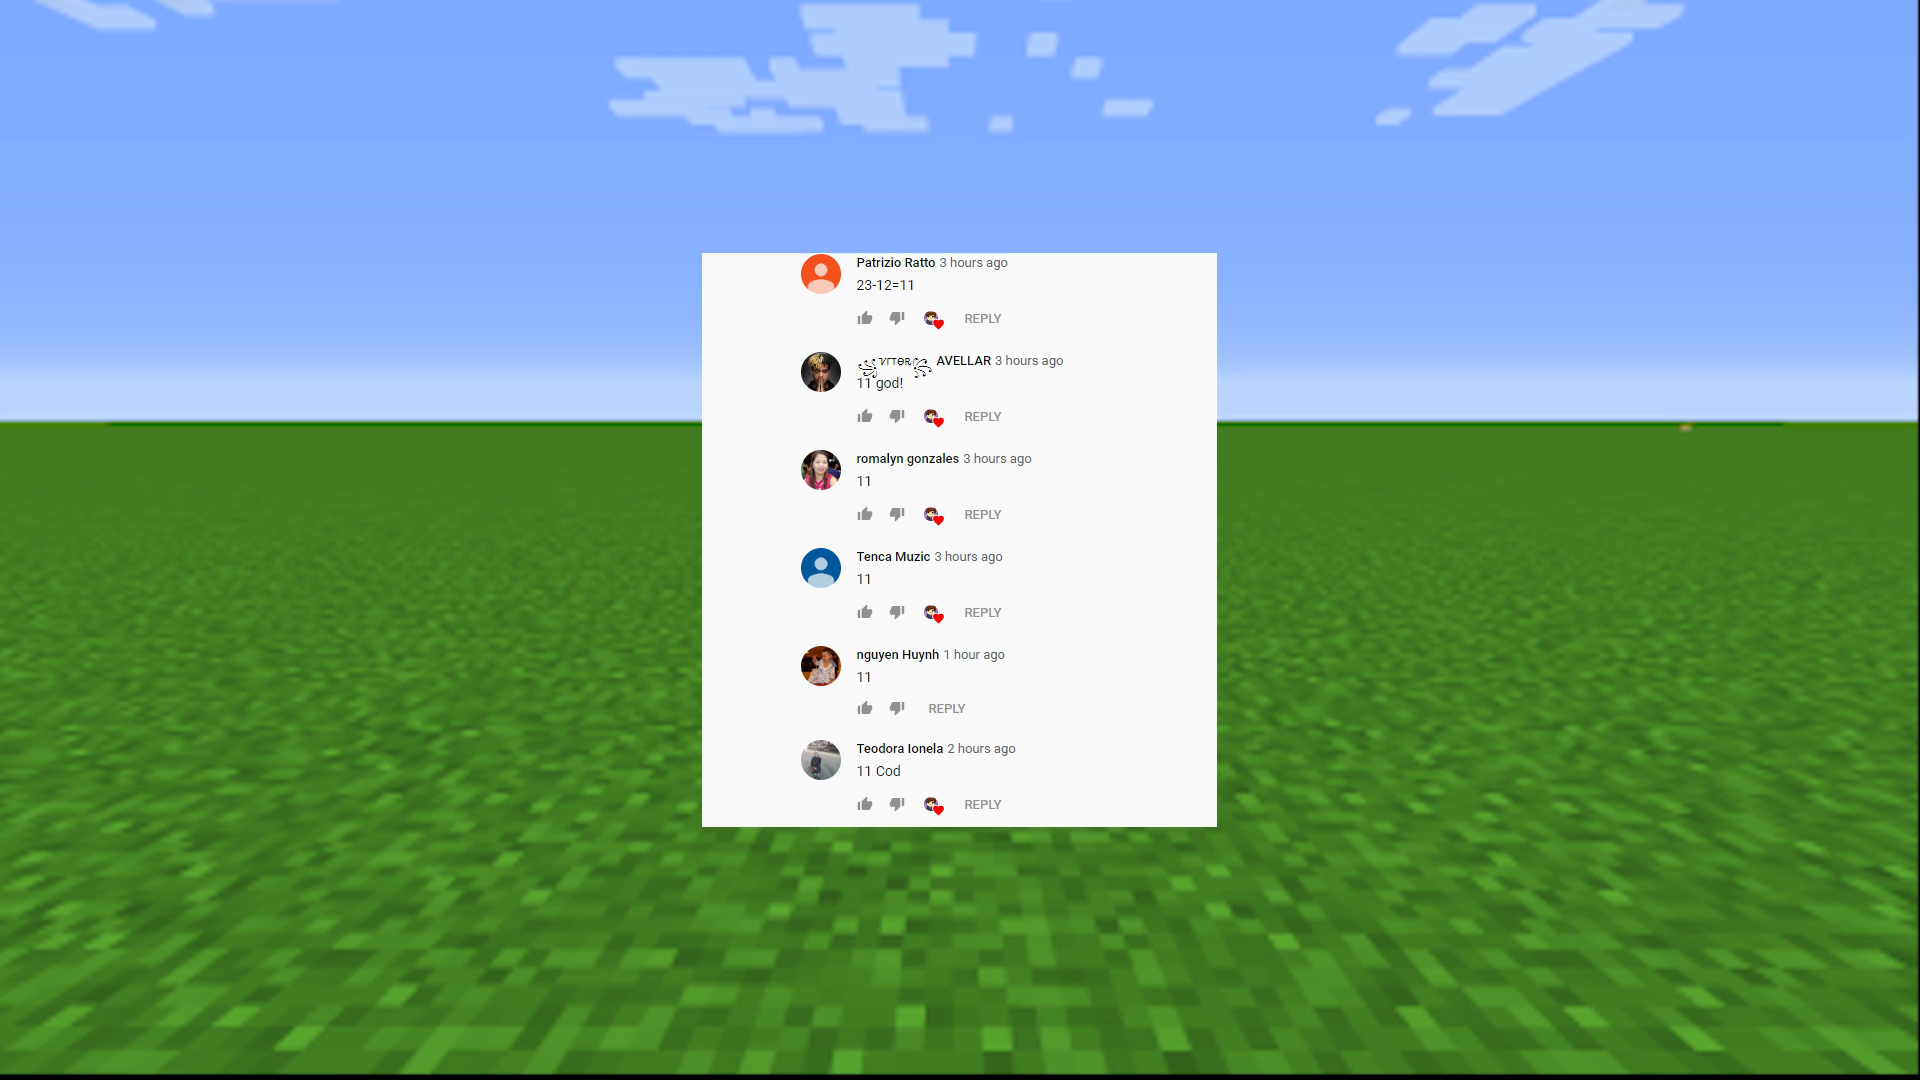 Patrizio Ratto 3 hours ago
23-12=11
REPLY
AVELLAR 3 hours ago
11 god!
REPLY
romalyn gonzales 3 hours ago
11
REPLY
Tenca Muzic 3 hours ago
11
REPLY
nguyen Huynh 1 hour ago
11
REPLY
Teodora Ionela 2 hours ago
11 Cod
REPLY